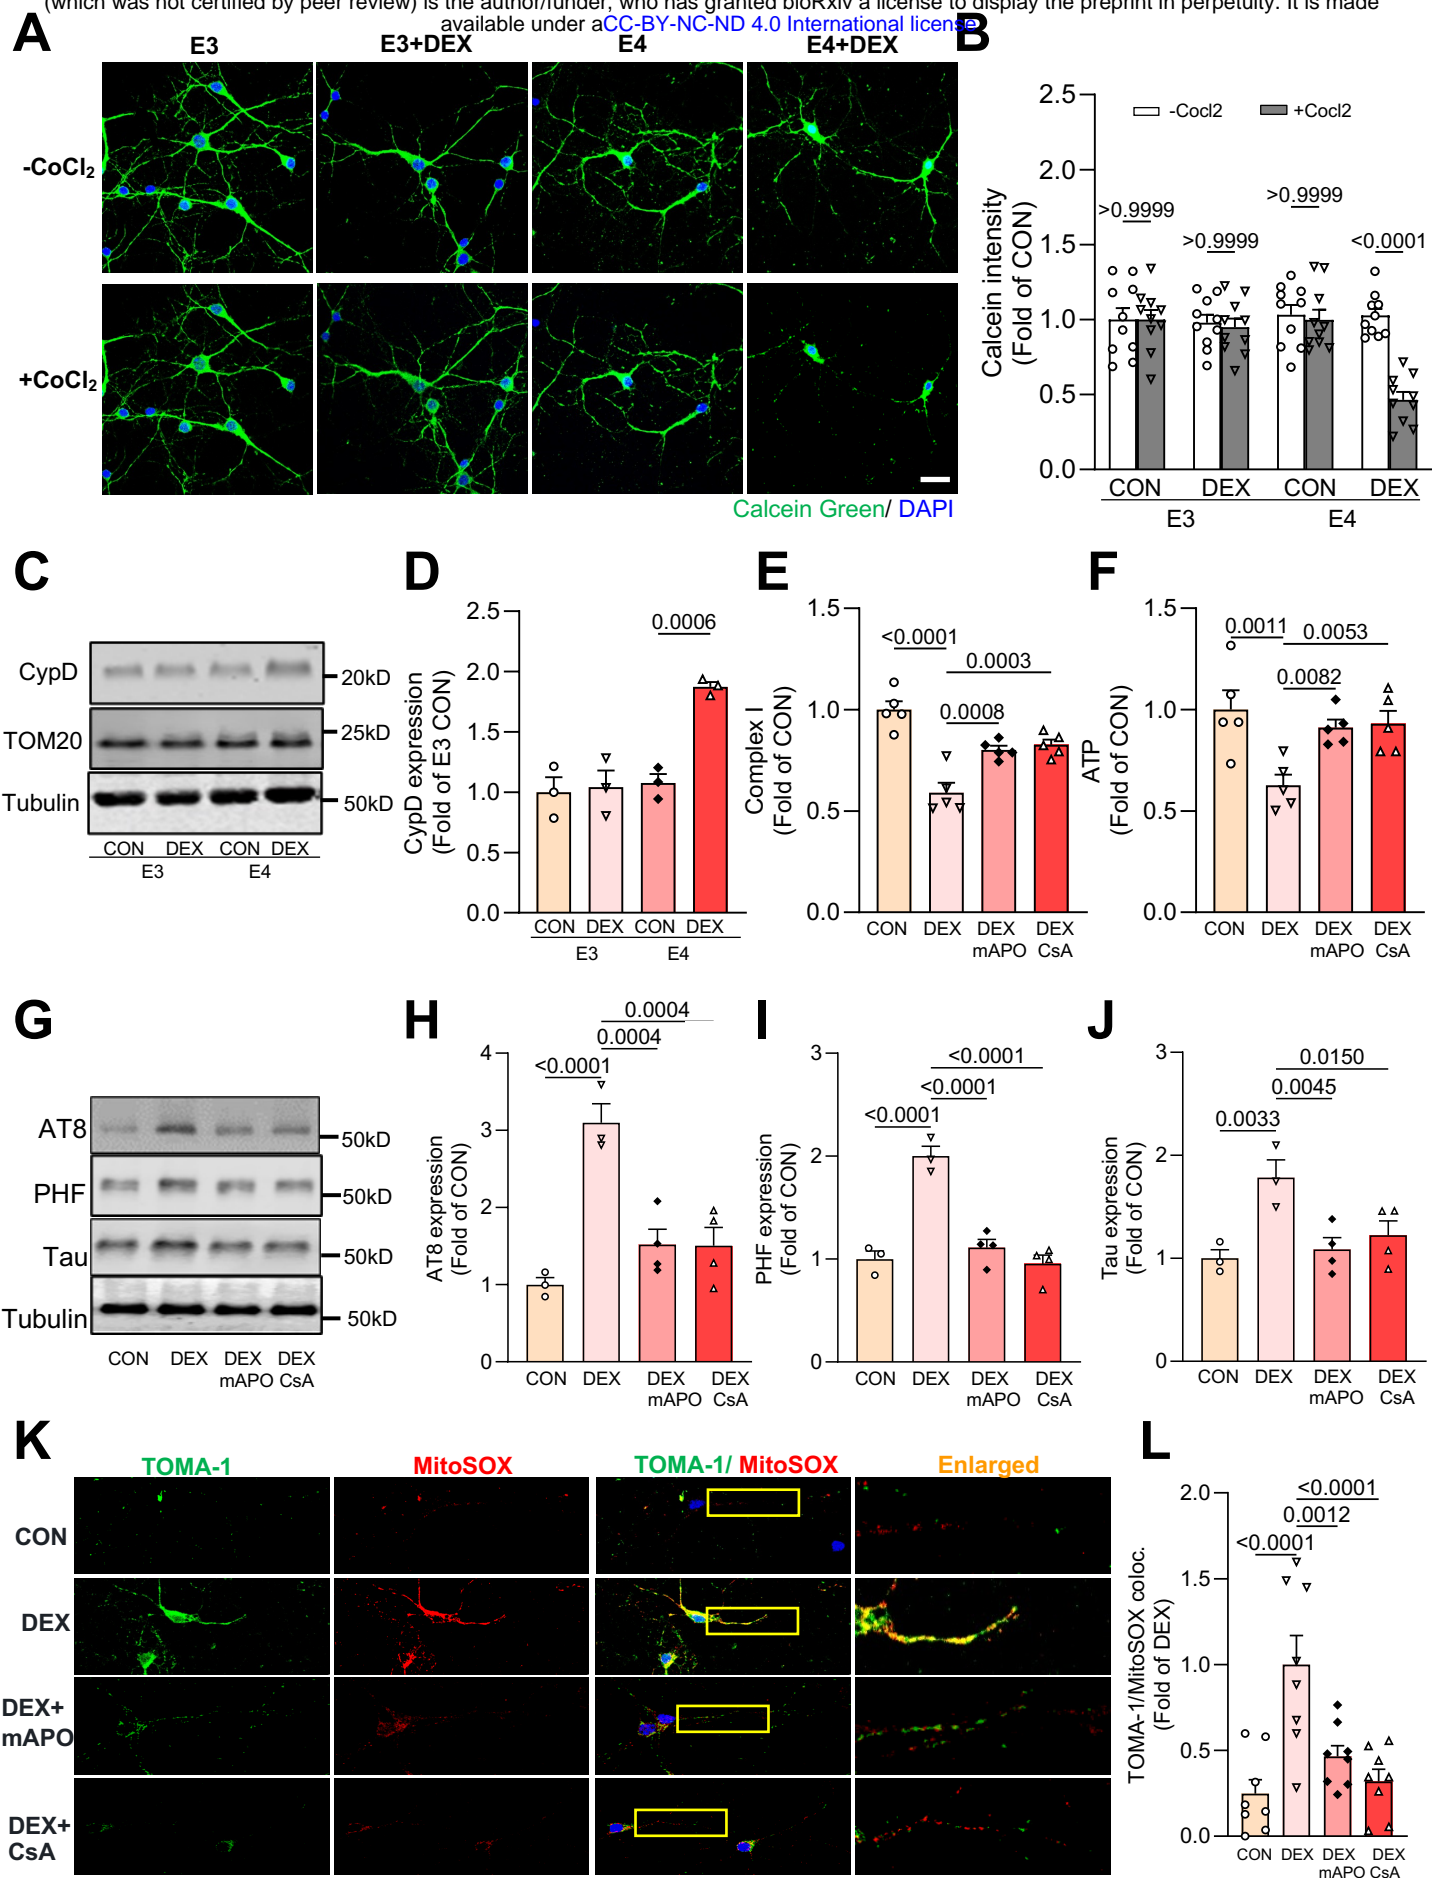 (which was not certified by peer review) is the author/funder, who has granted bioRxiv a license to display the preprint in perpetuity. It is made
available under aCC-BY-NC-ND 4.0 International license.
A
E3
E3+DEX
E4
E4+DEX
-CoCl2
+CoCl2
Calcein Green/ DAPI
B
Calcein intensity
(Fold of CON)
2.5
2.0
1.5
1.0
0.5
0.0
-Cocl2
+Cocl2
>0.9999
>0.9999
>0.9999
<0.0001
CON
DEX
CON
DEX
E3
E4
C
CypD
20kD
TOM20
25kD
Tubulin
50kD
CON
DEX
CON
DEX
E3
E4
D
CypD expression
(Fold of E3 CON)
2.5
2.0
1.5
1.0
0.5
0.0
0.0006
CON
DEX
CON
DEX
E3
E4
E
Complex I
(Fold of CON)
1.5
1.0
0.5
0.0
<0.0001
0.0003
0.0008
CON
DEX
DEX
mAPO
DEX
CsA
F
ATP
(Fold of CON)
1.5
1.0
0.5
0.0
0.0011
0.0053
0.0082
CON
DEX
DEX
mAPO
DEX
CsA
G
AT8
50kD
PHF
50kD
Tau
50kD
Tubulin
50kD
CON
DEX
DEX
mAPO
DEX
CsA
H
AT8 expression
(Fold of CON)
4
3
2
1
0
0.0004
0.0004
<0.0001
CON
DEX
DEX
mAPO
DEX
CsA
I
PHF expression
(Fold of CON)
3
2
1
0
<0.0001
<0.0001
<0.0001
CON
DEX
DEX
mAPO
DEX
CsA
J
Tau expression
(Fold of CON)
3
2
1
0
0.0150
0.0045
0.0033
CON
DEX
DEX
mAPO
DEX
CsA
K
TOMA-1
MitoSOX
TOMA-1/ MitoSOX
Enlarged
CON
DEX
DEX+
mAPO
DEX+
CsA
L
TOMA-1/MitoSOX coloc.
(Fold of DEX)
2.0
1.5
1.0
0.5
0.0
<0.0001
0.0012
<0.0001
CON
DEX
DEX
mAPO
DEX
CsA